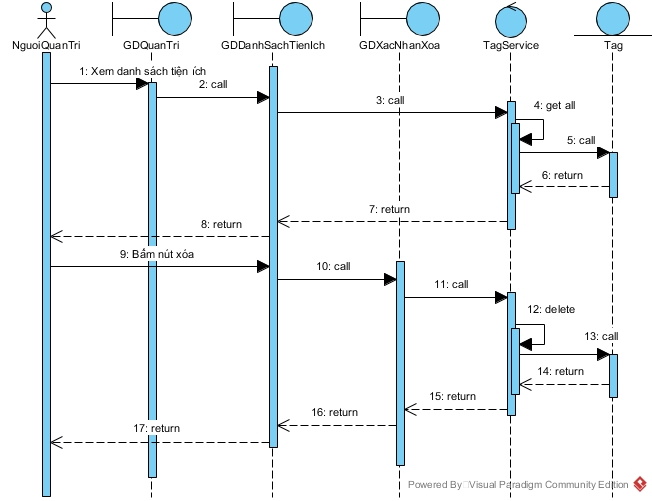 NguoiQuanTri
GDQuanTri
GDDanhSachTienIch
GDXacNhanXoa
TagService
Tag
1: Xem danh sách tiện ích
2: call
3: call
4: get all
5: call
6: return
7: return
8: return
9: Bấm nút xóa
10: call
11: call
12: delete
13: call
14: return
15: return
16: return
17: return
Powered By Visual Paradigm Community Edition